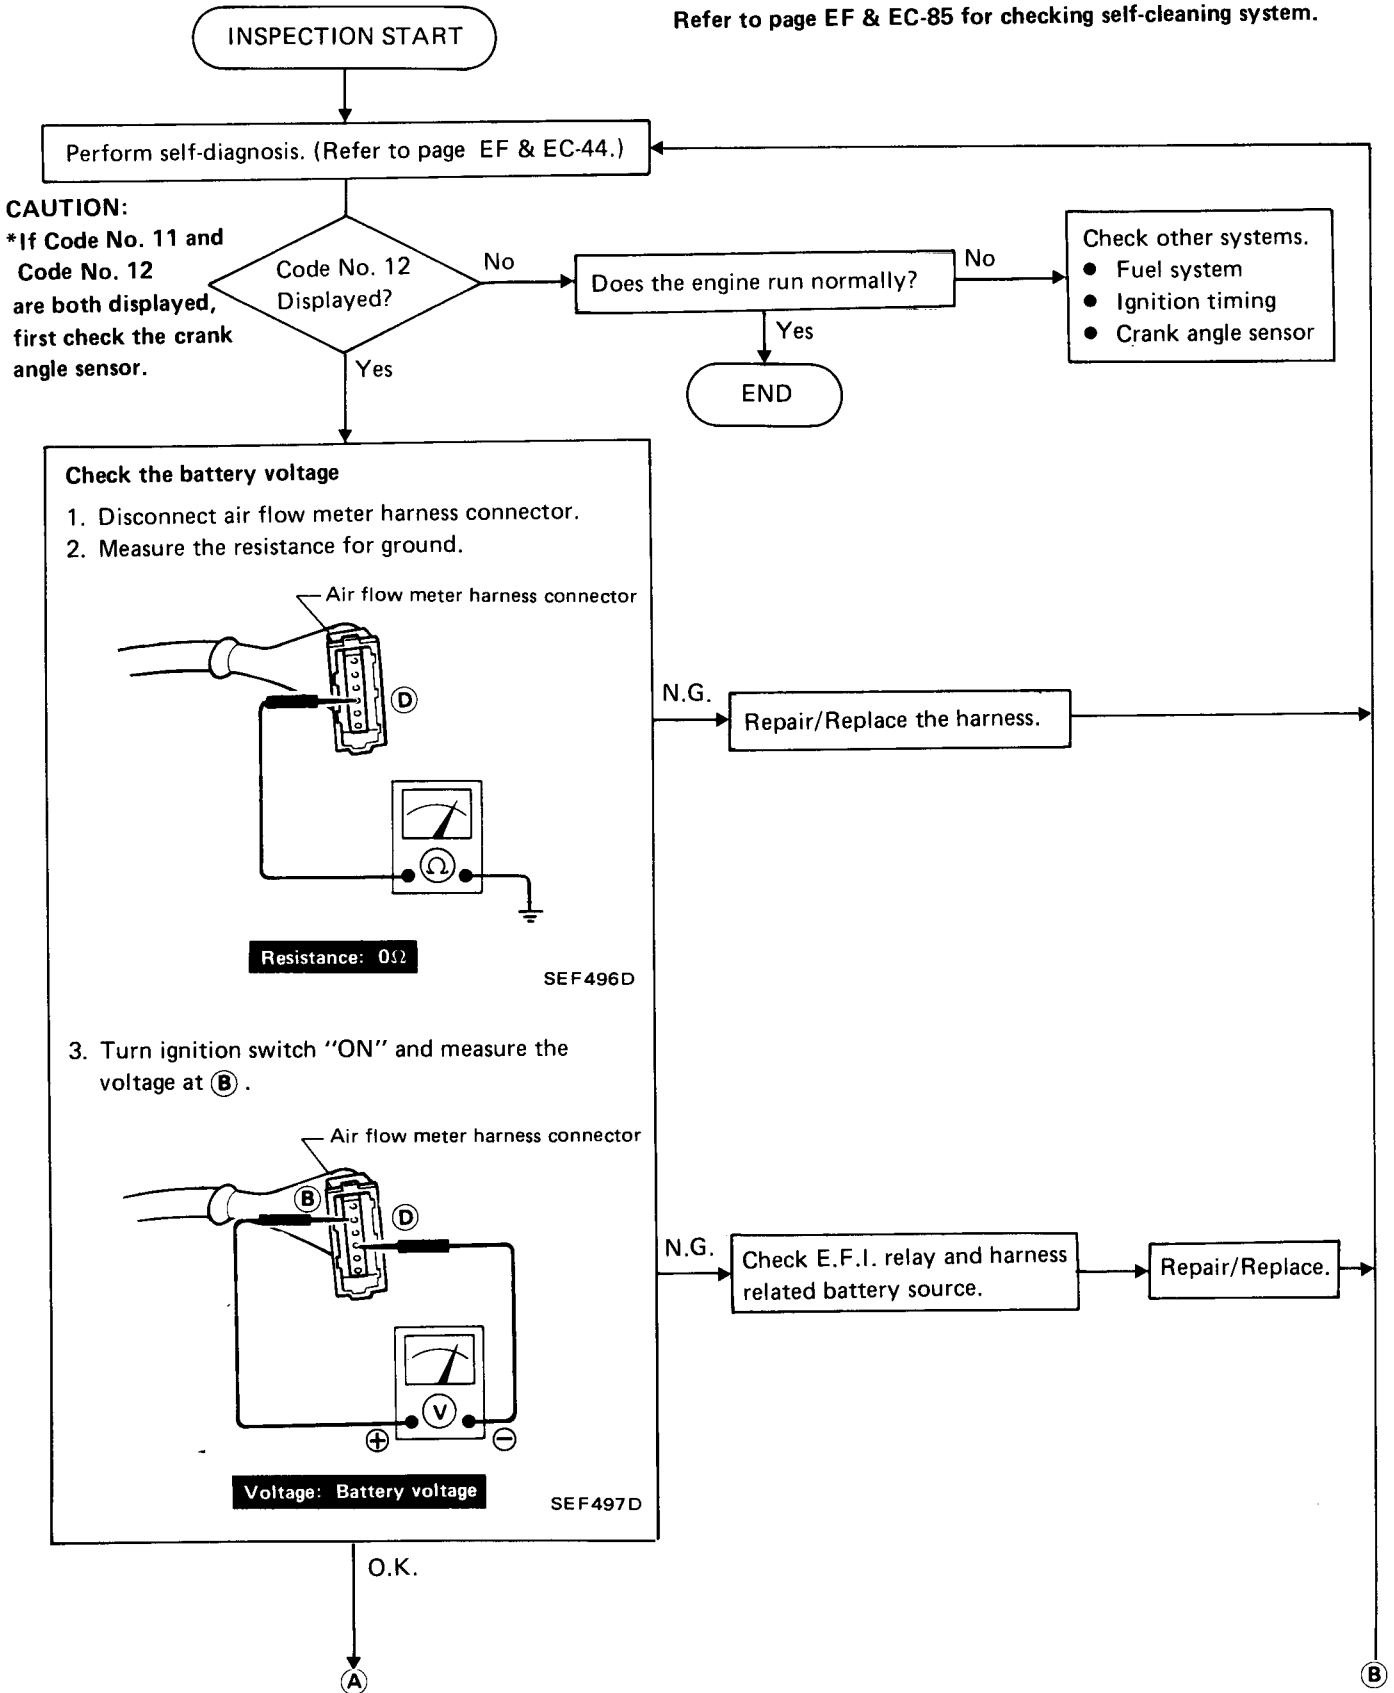 Refer to page EF & EC-85 for checking self-cleaning system.
INSPECTION START
Perform self-diagnosis. (Refer to page EF & EC-44.)
CAUTION:
*If Code No. 11 and
Code No. 12
are both displayed,
first check the crank
angle sensor.
Code No. 12
Displayed?
No
Does the engine run normally?
No
Check other systems.
● Fuel system
● Ignition timing
● Crank angle sensor
Yes
END
Yes
Check the battery voltage
1. Disconnect air flow meter harness connector.
2. Measure the resistance for ground.
Air flow meter harness connector
D
N.G.
Repair/Replace the harness.
Ω
Resistance: 0Ω
SEF496D
3. Turn ignition switch "ON" and measure the
voltage at Ⓑ .
Air flow meter harness connector
B
D
N.G.
Check E.F.I. relay and harness
related battery source.
Repair/Replace.
V
⊕ ⊖
Voltage: Battery voltage
SEF497D
O.K.
A
B